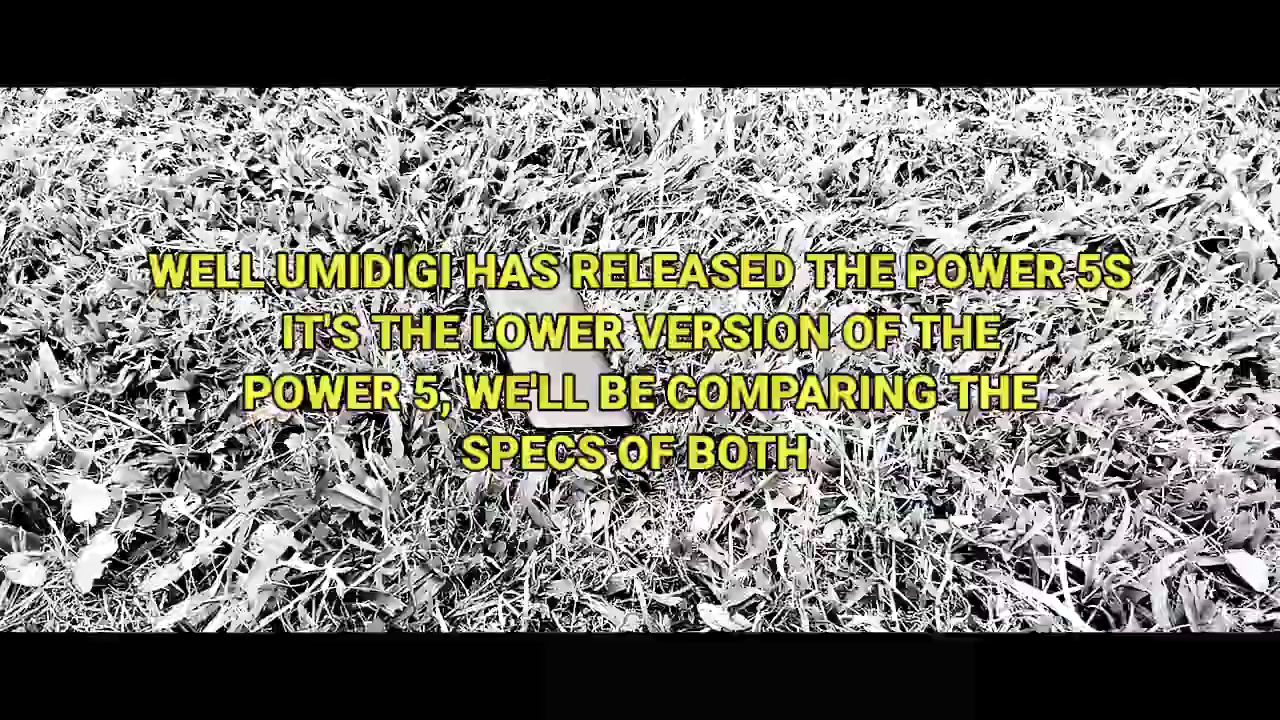 WELL UMIDIGI HAS RELEASED THE POWER 5S
IT'S THE LOWER VERSION OF THE
POWER 5, WE'LL BE COMPARING THE
SPECS OF BOTH